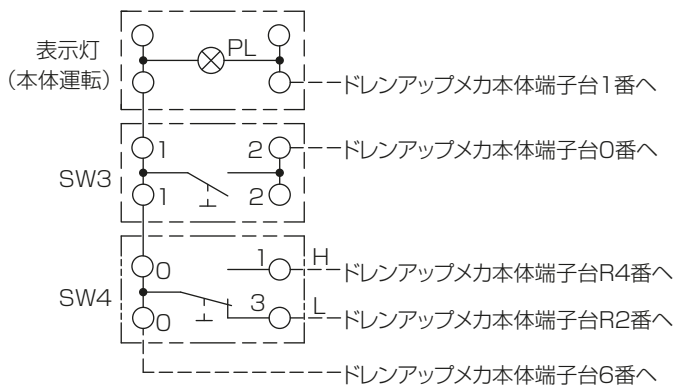 表示灯
(本体運転)
PL
ドレンアップメカ本体端子台1番へ
SW3
1 2
1 2
ドレンアップメカ本体端子台0番へ
SW4
0 1 H
0 3 L
ドレンアップメカ本体端子台R4番へ
ドレンアップメカ本体端子台R2番へ
ドレンアップメカ本体端子台6番へ